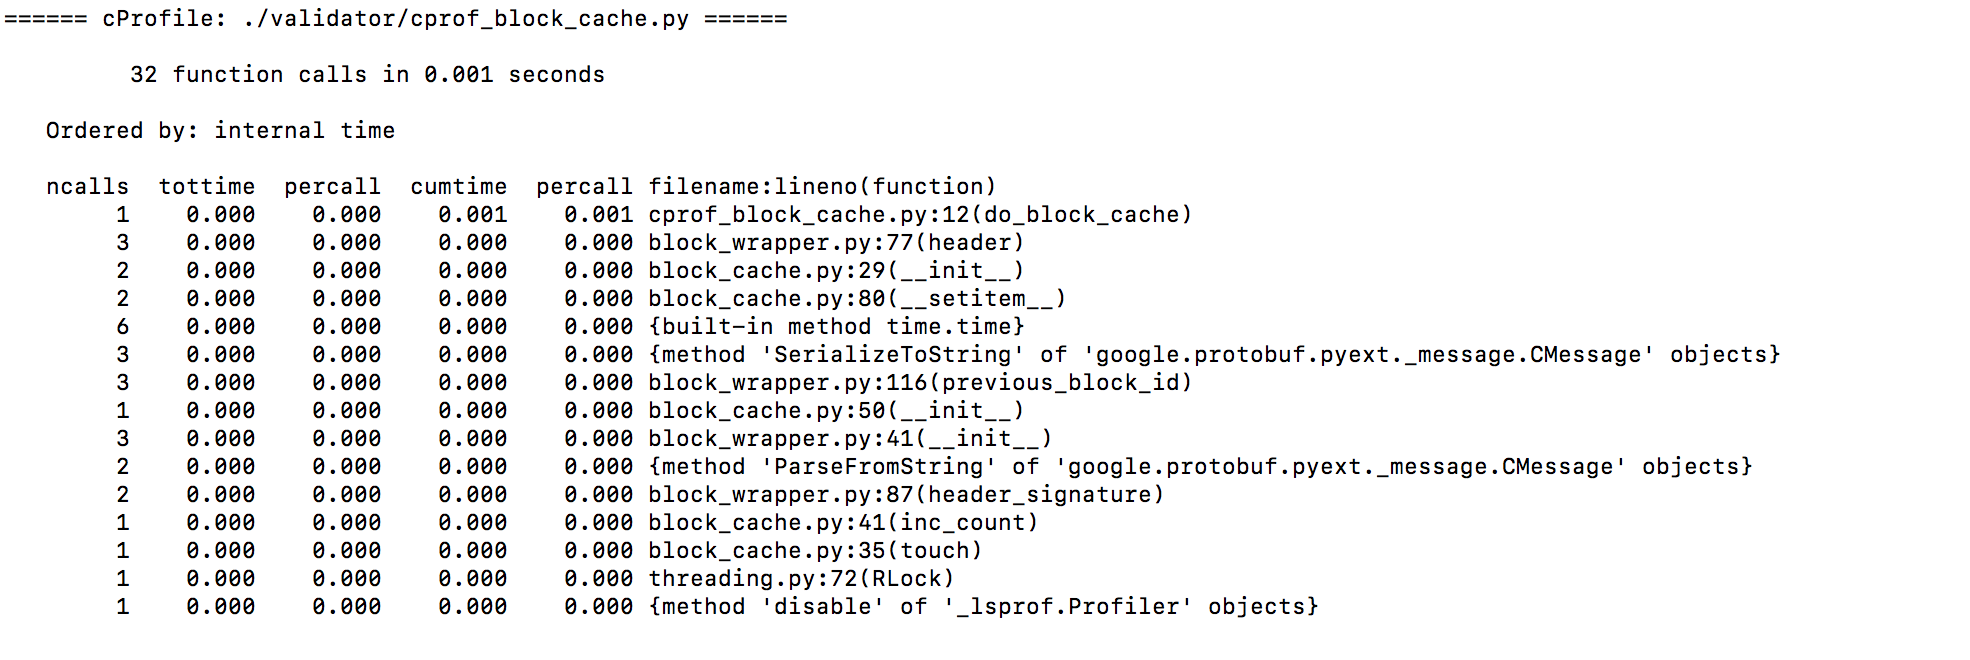 ====== cProfile: ./validator/cprof_block_cache.py ======
         32 function calls in 0.001 seconds
   Ordered by: internal time
   ncalls  tottime  percall  cumtime  percall filename:lineno(function)
        1    0.000    0.000    0.001    0.001 cprof_block_cache.py:12(do_block_cache)
        3    0.000    0.000    0.000    0.000 block_wrapper.py:77(header)
        2    0.000    0.000    0.000    0.000 block_cache.py:29(__init__)
        2    0.000    0.000    0.000    0.000 block_cache.py:80(__setitem__)
        6    0.000    0.000    0.000    0.000 {built-in method time.time}
        3    0.000    0.000    0.000    0.000 {method 'SerializeToString' of 'google.protobuf.pyext._message.CMessage' objects}
        3    0.000    0.000    0.000    0.000 block_wrapper.py:116(previous_block_id)
        1    0.000    0.000    0.000    0.000 block_cache.py:50(__init__)
        3    0.000    0.000    0.000    0.000 block_wrapper.py:41(__init__)
        2    0.000    0.000    0.000    0.000 {method 'ParseFromString' of 'google.protobuf.pyext._message.CMessage' objects}
        2    0.000    0.000    0.000    0.000 block_wrapper.py:87(header_signature)
        1    0.000    0.000    0.000    0.000 block_cache.py:41(inc_count)
        1    0.000    0.000    0.000    0.000 block_cache.py:35(touch)
        1    0.000    0.000    0.000    0.000 threading.py:72(RLock)
        1    0.000    0.000    0.000    0.000 {method 'disable' of '_lsprof.Profiler' objects}